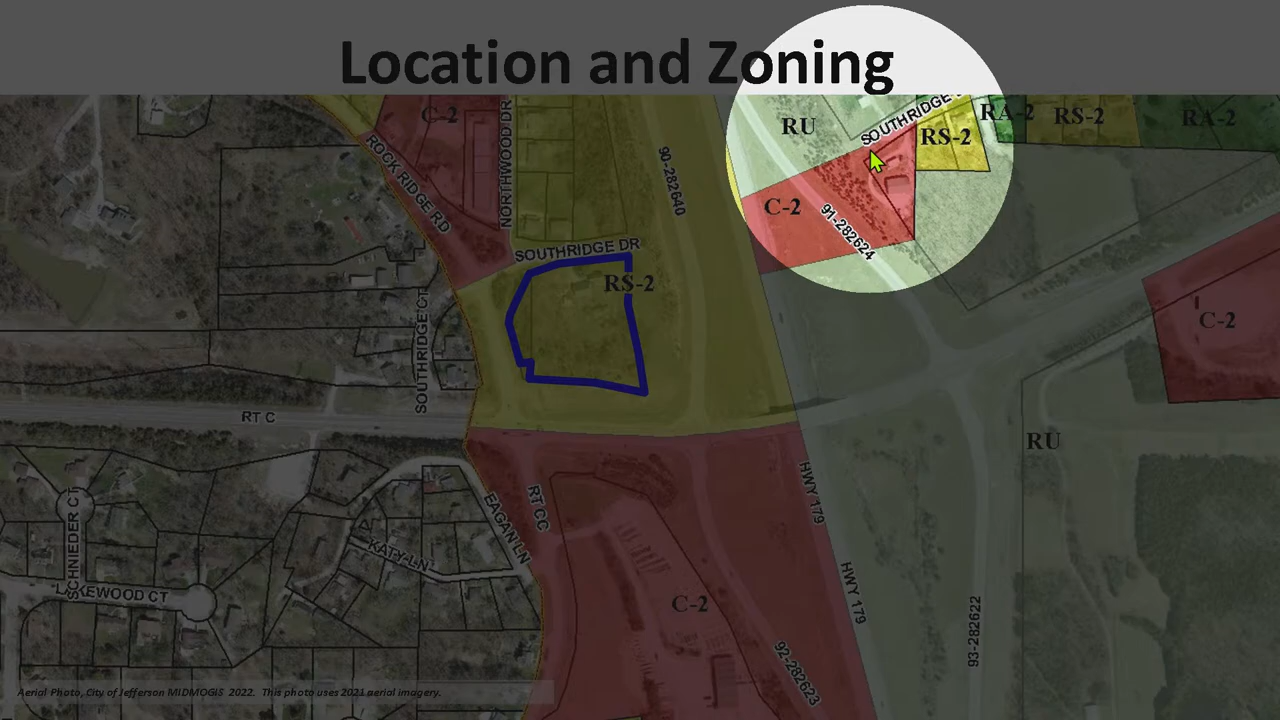 Location and Zoning
C-2
NORTHWOOD DR
ROCK RIDGE RD
90-282640
RU
SOUTHRIDGE
RS-2
RA-2
RS-2
RA-2
C-2
91-282624
SOUTHRIDGE DR
RS-2
SOUTHRIDGE CT
C-2
RT C
RU
HWY 179
RT CC
EAGAN LN
SCHNIEDER CT
KATY LN
LAKEWOOD CT
HWY 179
C-2
93-282622
92-282623
Aerial Photo, City of Jefferson MIDMOGIS 2022. This photo uses 2021 aerial imagery.